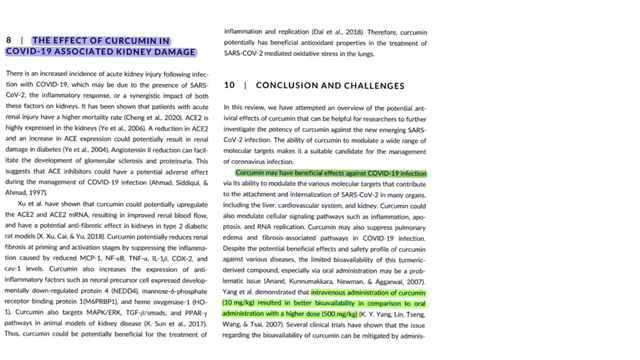 8 | THE EFFECT OF CURCUMIN IN
COVID-19 ASSOCIATED KIDNEY DAMAGE
There is an increased incidence of acute kidney injury following infec-
tion with COVID-19, which may be due to the presence of SARS-
CoV-2, the inflammatory response, or a synergistic impact of both
these factors on kidneys. It has been shown that patients with acute
renal injury have a higher mortality rate (Cheng et al., 2020). ACE2 is
highly expressed in the kidneys (Ye et al., 2006). A reduction in ACE2
and an increase in ACE expression could potentially result in renal
damage in diabetes (Ye et al., 2004). Angiotensin II reduction can facil-
itate the development of glomerular sclerosis and proteinuria. This
suggests that ACE inhibitors could have a potential adverse effect
during the management of COVID-19 infection (Ahmad, Siddiqui, &
Ahmad, 1997).
Xu et al. have shown that curcumin could potentially upregulate
the ACE2 and ACE2 mRNA, resulting in improved renal blood flow,
and have a potential anti-fibrotic effect in kidneys in type 2 diabetic
rat models (X. Xu, Cai, & Yu, 2018). Curcumin potentially reduces renal
fibrosis at priming and activation stages by suppressing the inflamma-
tion caused by reduced MCP-1, NF-κB, TNF-α, IL-1β, COX-2, and
cav-1 levels. Curcumin also increases the expression of anti-
inflammatory factors such as neural precursor cell expressed develop-
mentally down-regulated protein 4 (NEDD4), mannose-6-phosphate
receptor binding protein 1(M6PRBP1), and heme oxygenase-1 (HO-
1). Curcumin also targets MAPK/ERK, TGF-β/smads, and PPAR-γ
pathways in animal models of kidney disease (X. Sun et al., 2017).
Thus, curcumin could be potentially beneficial for the treatment of
inflammation and replication (Dai et al., 2018). Therefore, curcumin
potentially has beneficial antioxidant properties in the treatment of
SARS-COV-2 mediated oxidative stress in the lungs.
10 | CONCLUSION AND CHALLENGES
In this review, we have attempted an overview of the potential ant-
iviral effects of curcumin that can be helpful for researchers to further
investigate the potency of curcumin against the new emerging SARS-
CoV-2 infection. The ability of curcumin to modulate a wide range of
molecular targets makes it a suitable candidate for the management
of coronavirus infection.
Curcumin may have beneficial effects against COVID-19 infection
via its ability to modulate the various molecular targets that contribute
to the attachment and internalization of SARS-CoV-2 in many organs,
including the liver, cardiovascular system, and kidney. Curcumin could
also modulate cellular signaling pathways such as inflammation, apo-
ptosis, and RNA replication. Curcumin may also suppress pulmonary
edema and fibrosis-associated pathways in COVID-19 infection.
Despite the potential beneficial effects and safety profile of curcumin
against various diseases, the limited bioavailability of this turmeric-
derived compound, especially via oral administration may be a prob-
lematic issue (Anand, Kunnumakkara, Newman, & Aggarwal, 2007).
Yang et al. demonstrated that intravenous administration of curcumin
(10 mg/kg) resulted in better bioavailability in comparison to oral
administration with a higher dose (500 mg/kg) (K. Y. Yang, Lin, Tseng,
Wang, & Tsai, 2007). Several clinical trials have shown that the issue
regarding the bioavailability of curcumin can be mitigated by adminis-